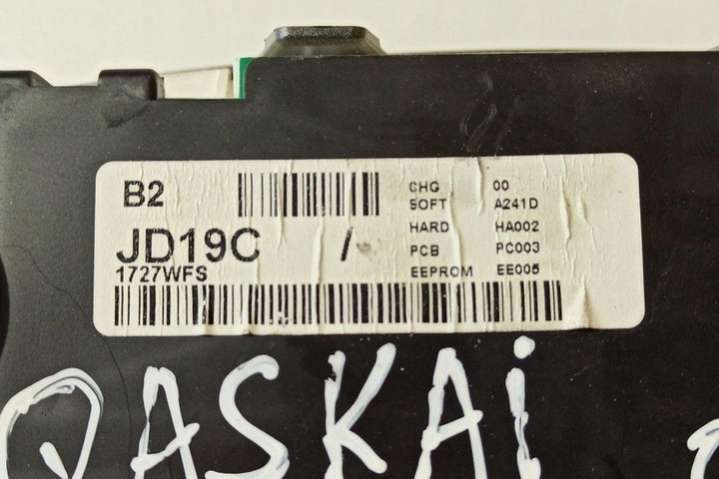 B2
CHG 00
SOFT A241D
JD19C /
HARD HA002
PCB PC003
1727WFS
EEPROM EE005
QASKAi